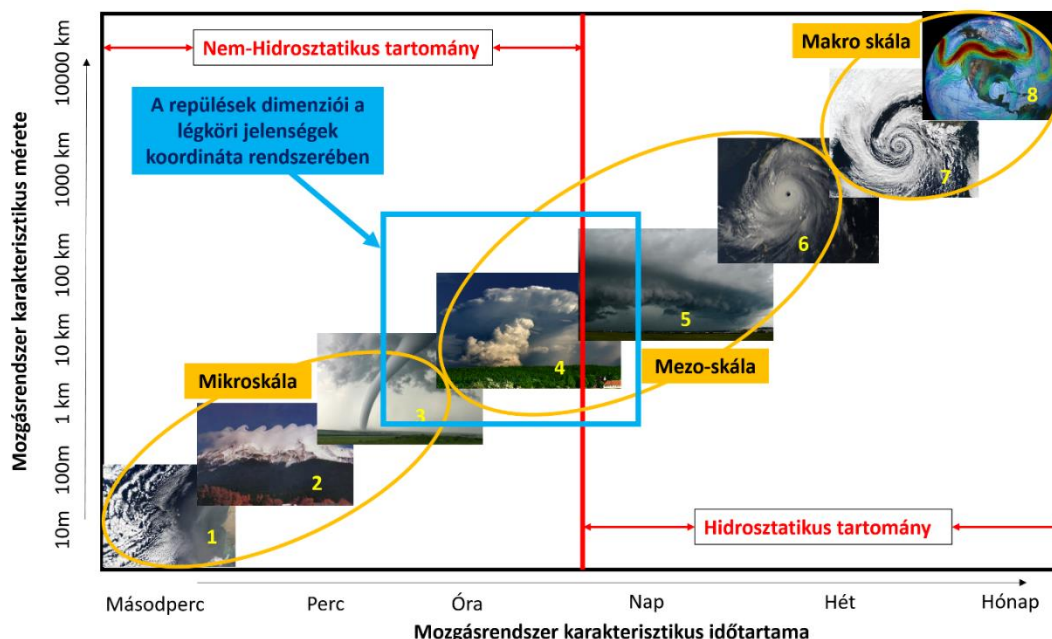 Nem-Hidrosztatikus tartomány
Makro skála
A repülések dimenziói a
légköri jelenségek
koordináta rendszerében
Mozgásrendszer karakterisztikus mérete
10000 km
1000 km
100 km
10 km
1 km
100m
10m
8
7
6
5
4
Mezo-skála
Mikroskála
3
2
1
Hidrosztatikus tartomány
Másodperc
Perc
Óra
Nap
Hét
Hónap
Mozgásrendszer karakterisztikus időtartama